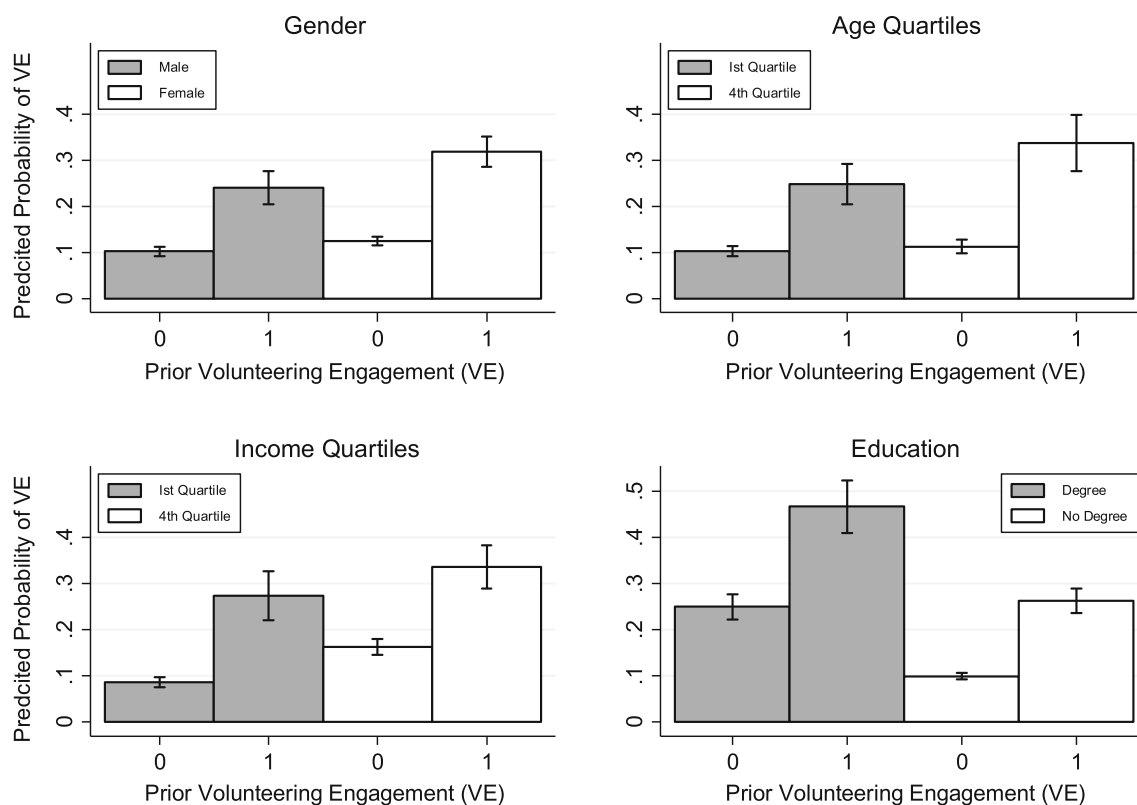 Gender
Male
Female
Predcited Probability of VE
.4
.3
.2
.1
0
0 1 0 1
Prior Volunteering Engagement (VE)
Age Quartiles
Ist Quartile
4th Quartile
.4
.3
.2
.1
0
0 1 0 1
Prior Volunteering Engagement (VE)
Income Quartiles
Ist Quartile
4th Quartile
Predcited Probability of VE
.4
.3
.2
.1
0
0 1 0 1
Prior Volunteering Engagement (VE)
Education
Degree
No Degree
.5
.4
.3
.2
.1
0
0 1 0 1
Prior Volunteering Engagement (VE)